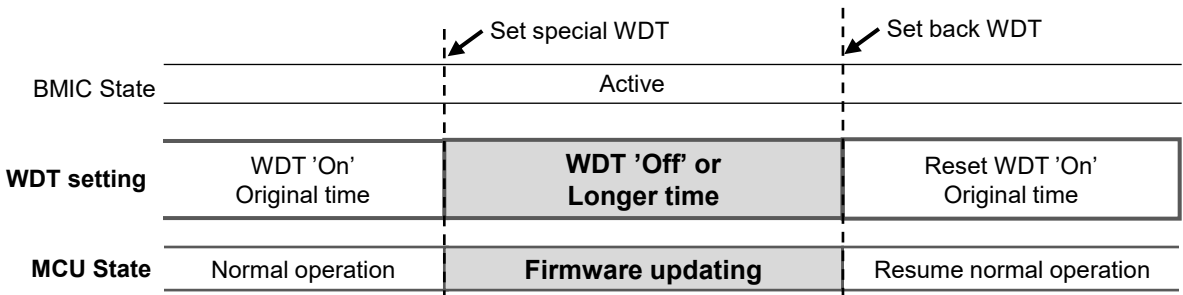 Set special WDT
Set back WDT
BMIC State
Active
WDT setting
WDT 'On'
Original time
WDT 'Off' or
Longer time
Reset WDT 'On'
Original time
MCU State
Normal operation
Firmware updating
Resume normal operation